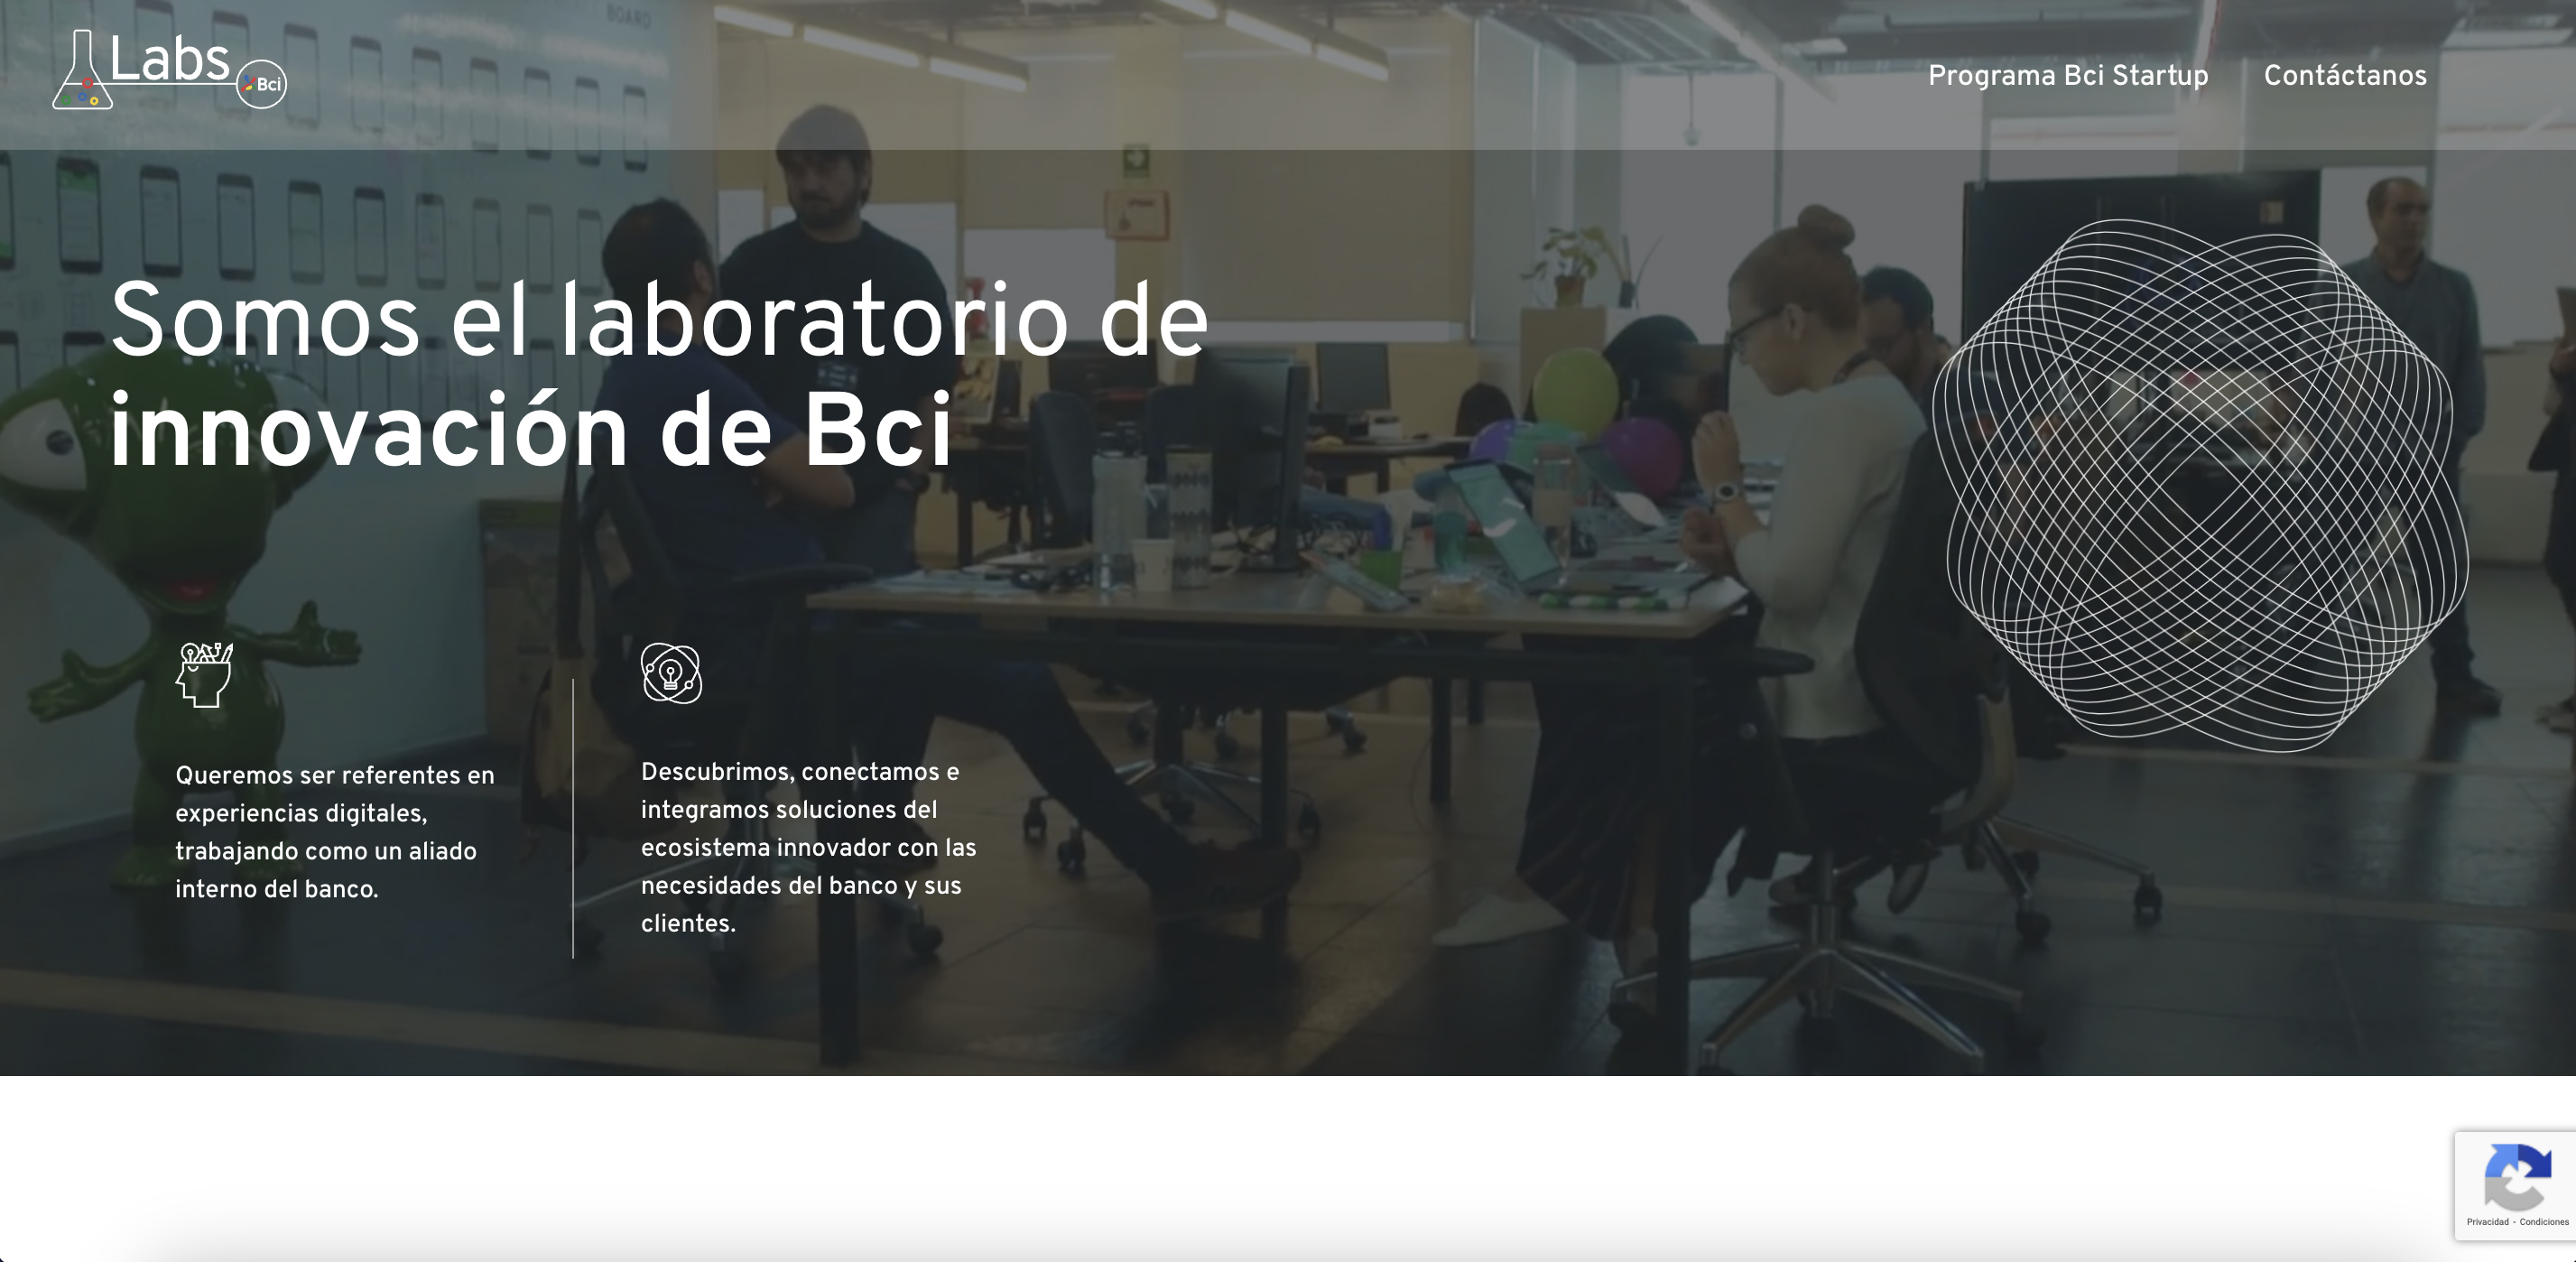 BOARD
Labs
Bci
Programa Bci Startup
Contáctanos
Somos el laboratorio de
innovación de Bci
Queremos ser referentes en
experiencias digitales,
trabajando como un aliado
interno del banco.
Descubrimos, conectamos e
integramos soluciones del
ecosistema innovador con las
necesidades del banco y sus
clientes.
Privacidad - Condiciones